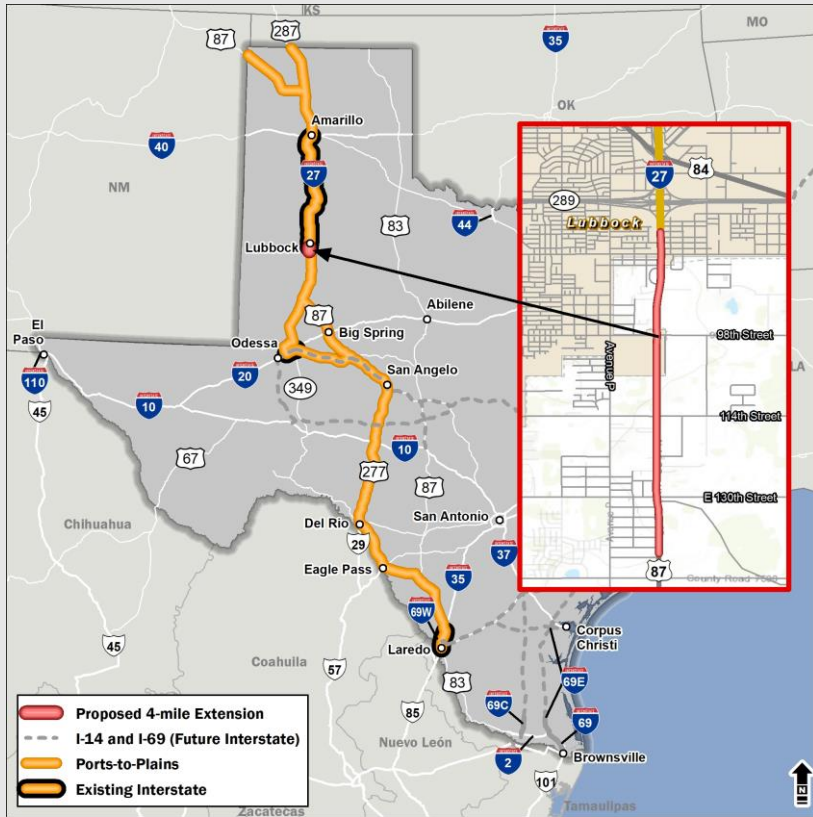 KS
MO
87
287
35
OK
Amarillo
40
NM
27
83
44
Lubbock
Abilene
87
Big Spring
El
Paso
Odessa
San Angelo
110
20
349
45
10
10
67
277
87
Chihuahua
Del Rio
San Antonio
29
37
Eagle Pass
35
69W
Corpus
Christi
Laredo
45
Coahuila
57
83
69C
69E
85
69
Nuevo León
2
Brownsville
101
Zacatecas
Tamaulipas
LA
N
27
84
289
Lubbock
98th Street
Avenue P
114th Street
E 130th Street
87
Proposed 4-mile Extension
I-14 and I-69 (Future Interstate)
Ports-to-Plains
Existing Interstate